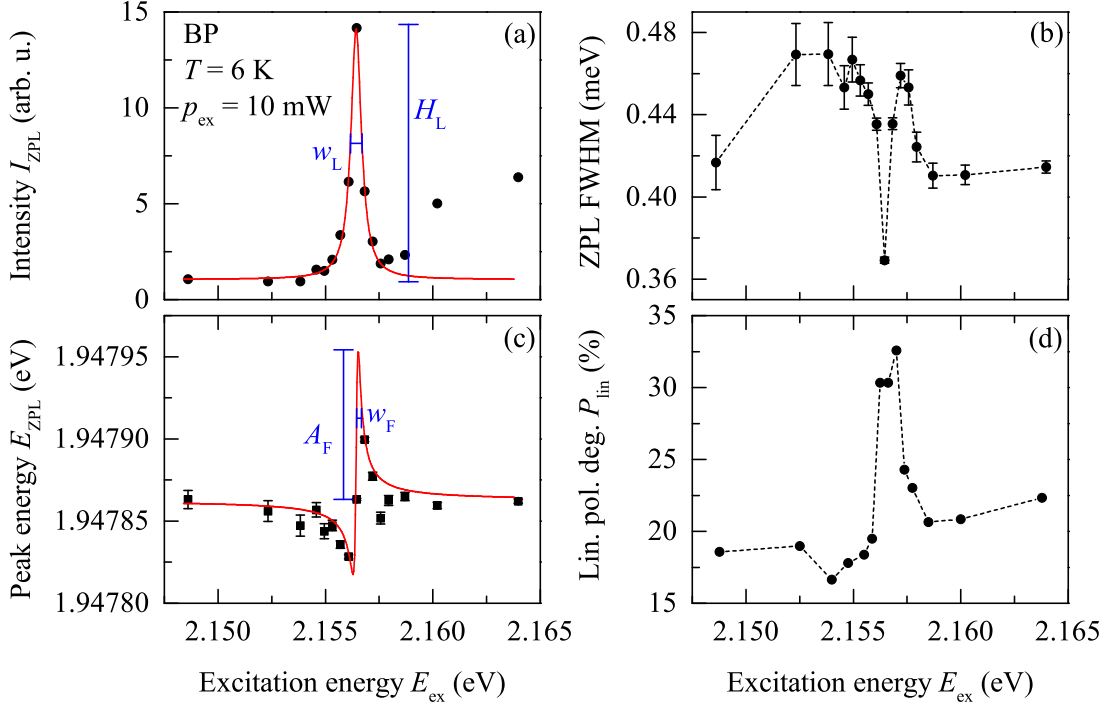 15
10
5
0
Intensity I_ZPL (arb. u.)
BP
T = 6 K
p_ex = 10 mW
(a)
w_L
H_L
0.48
0.44
0.40
0.36
ZPL FWHM (meV)
(b)
1.94795
1.94790
1.94785
1.94780
Peak energy E_ZPL (eV)
(c)
A_F
w_F
2.150
2.155
2.160
2.165
Excitation energy E_ex (eV)
35
30
25
20
15
Lin. pol. deg. P_lin (%)
(d)
2.150
2.155
2.160
2.165
Excitation energy E_ex (eV)